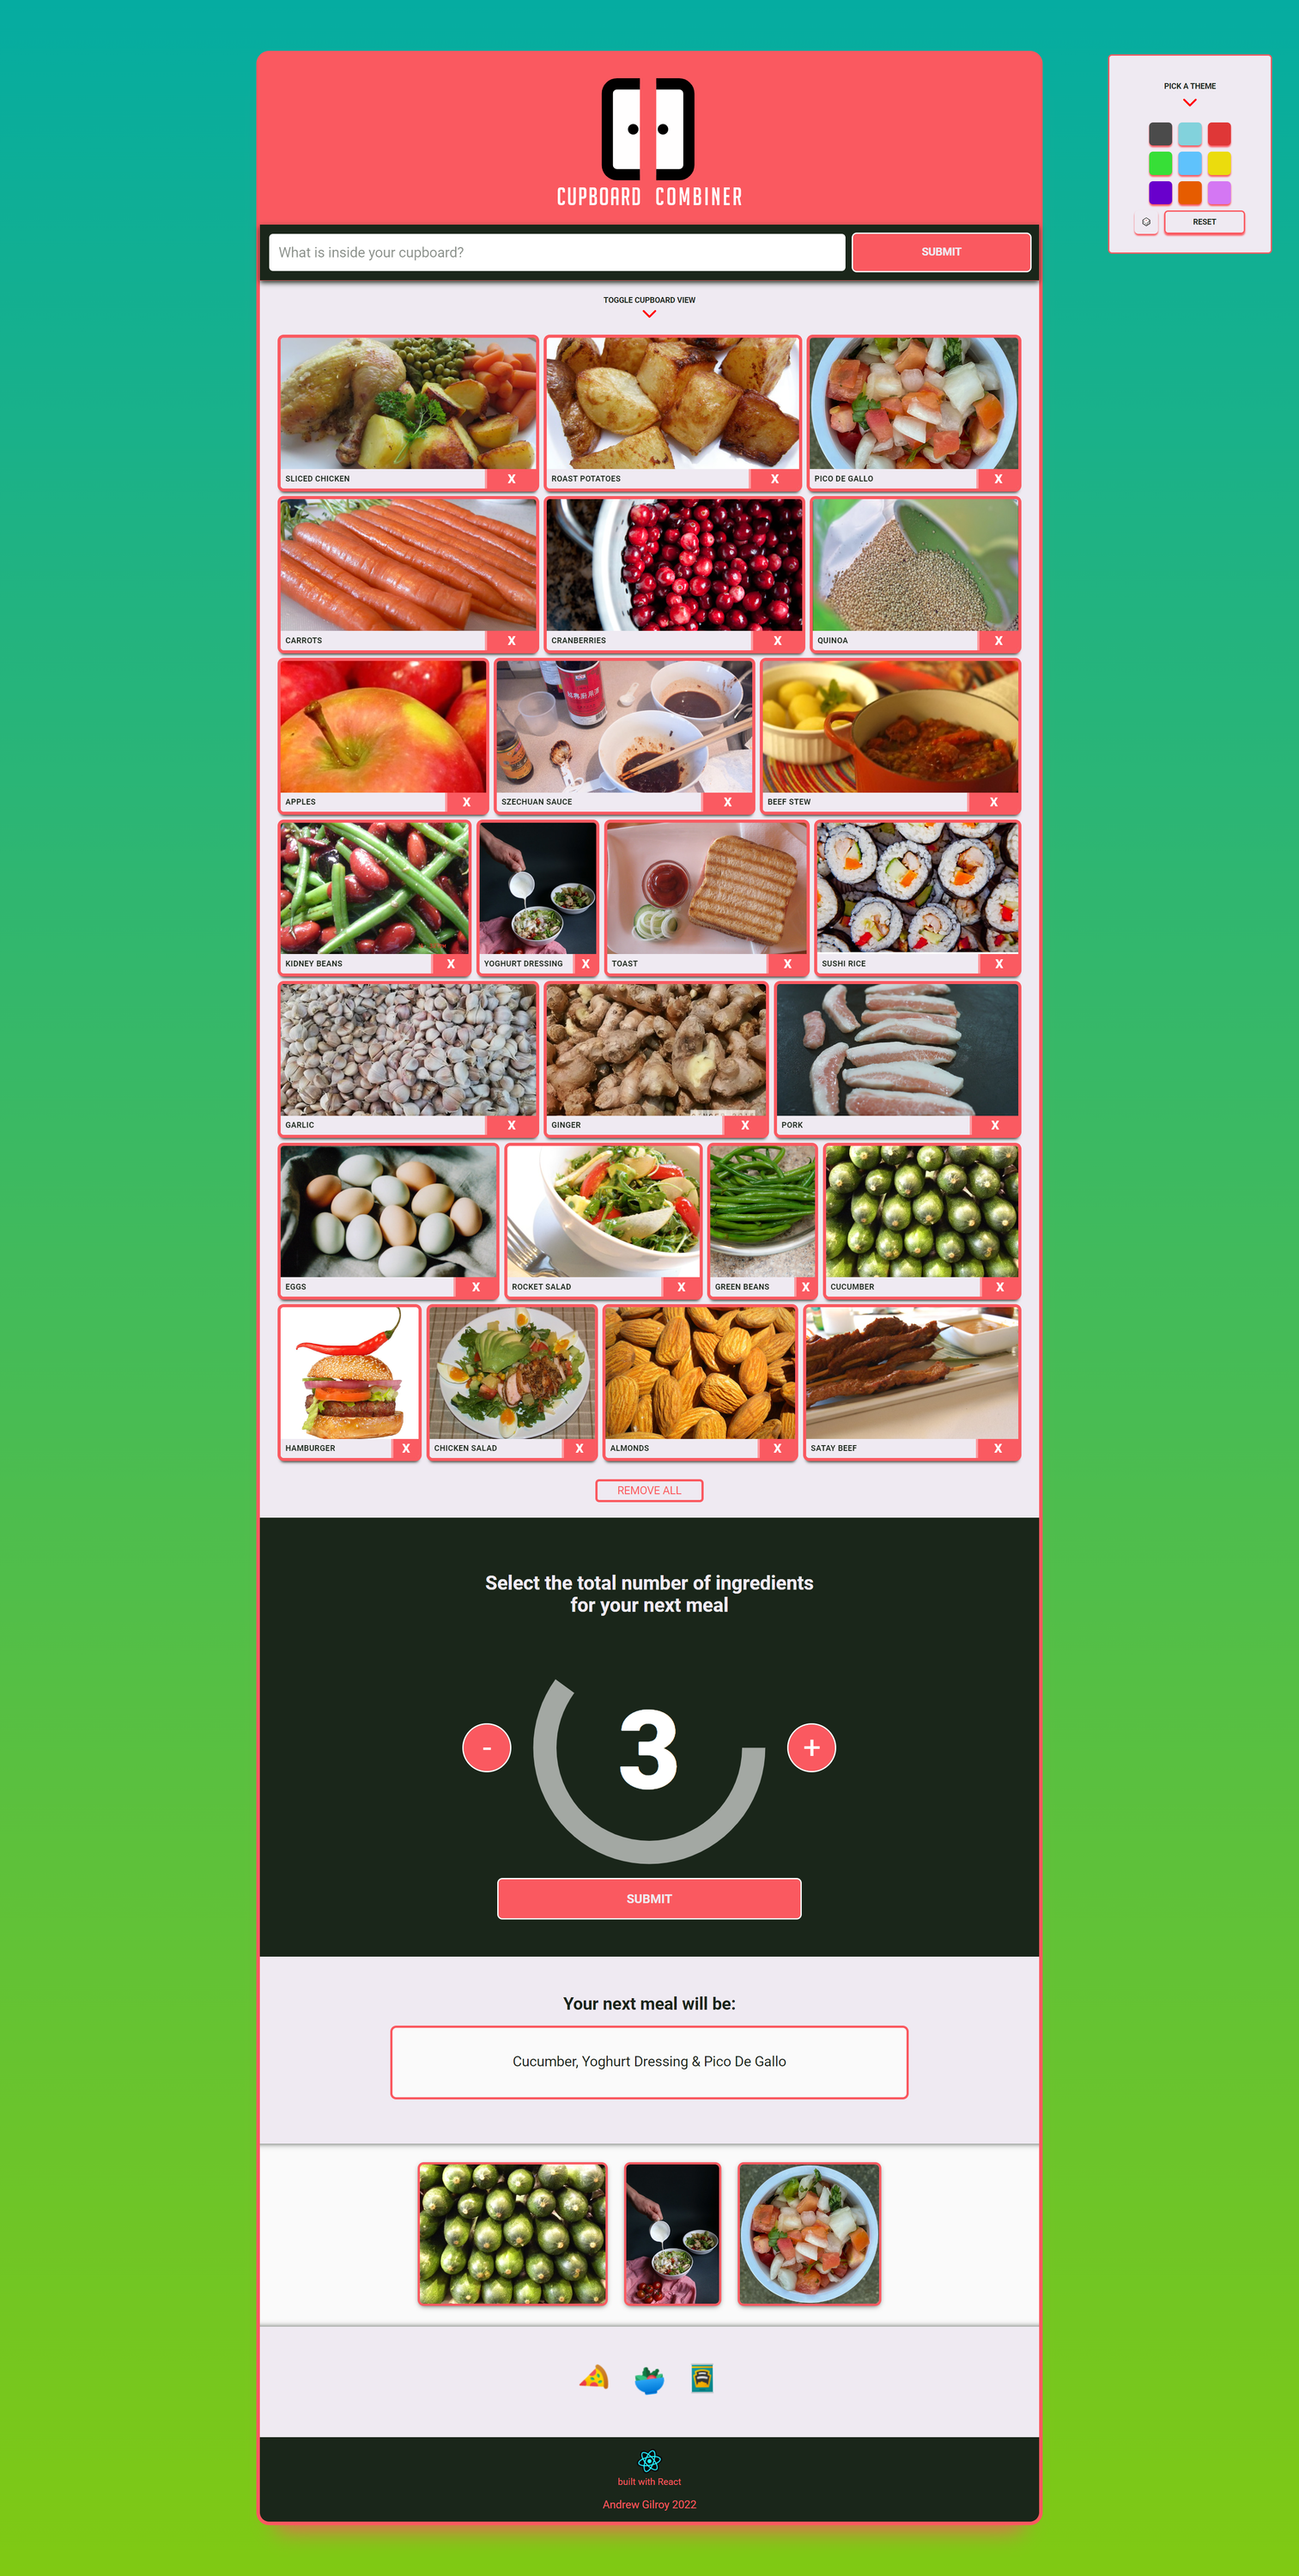 CUPBOARD COMBINER
PICK A THEME
RESET
What is inside your cupboard?
SUBMIT
TOGGLE CUPBOARD VIEW
SLICED CHICKEN X
ROAST POTATOES X
PICO DE GALLO X
CARROTS X
CRANBERRIES X
QUINOA X
APPLES X
SZECHUAN SAUCE X
BEEF STEW X
KIDNEY BEANS X
YOGHURT DRESSING X
TOAST X
SUSHI RICE X
GARLIC X
GINGER X
PORK X
EGGS X
ROCKET SALAD X
GREEN BEANS X
CUCUMBER X
HAMBURGER X
CHICKEN SALAD X
ALMONDS X
SATAY BEEF X
REMOVE ALL
Select the total number of ingredients
for your next meal
-
3
+
SUBMIT
Your next meal will be:
Cucumber, Yoghurt Dressing & Pico De Gallo
built with React
Andrew Gilroy 2022